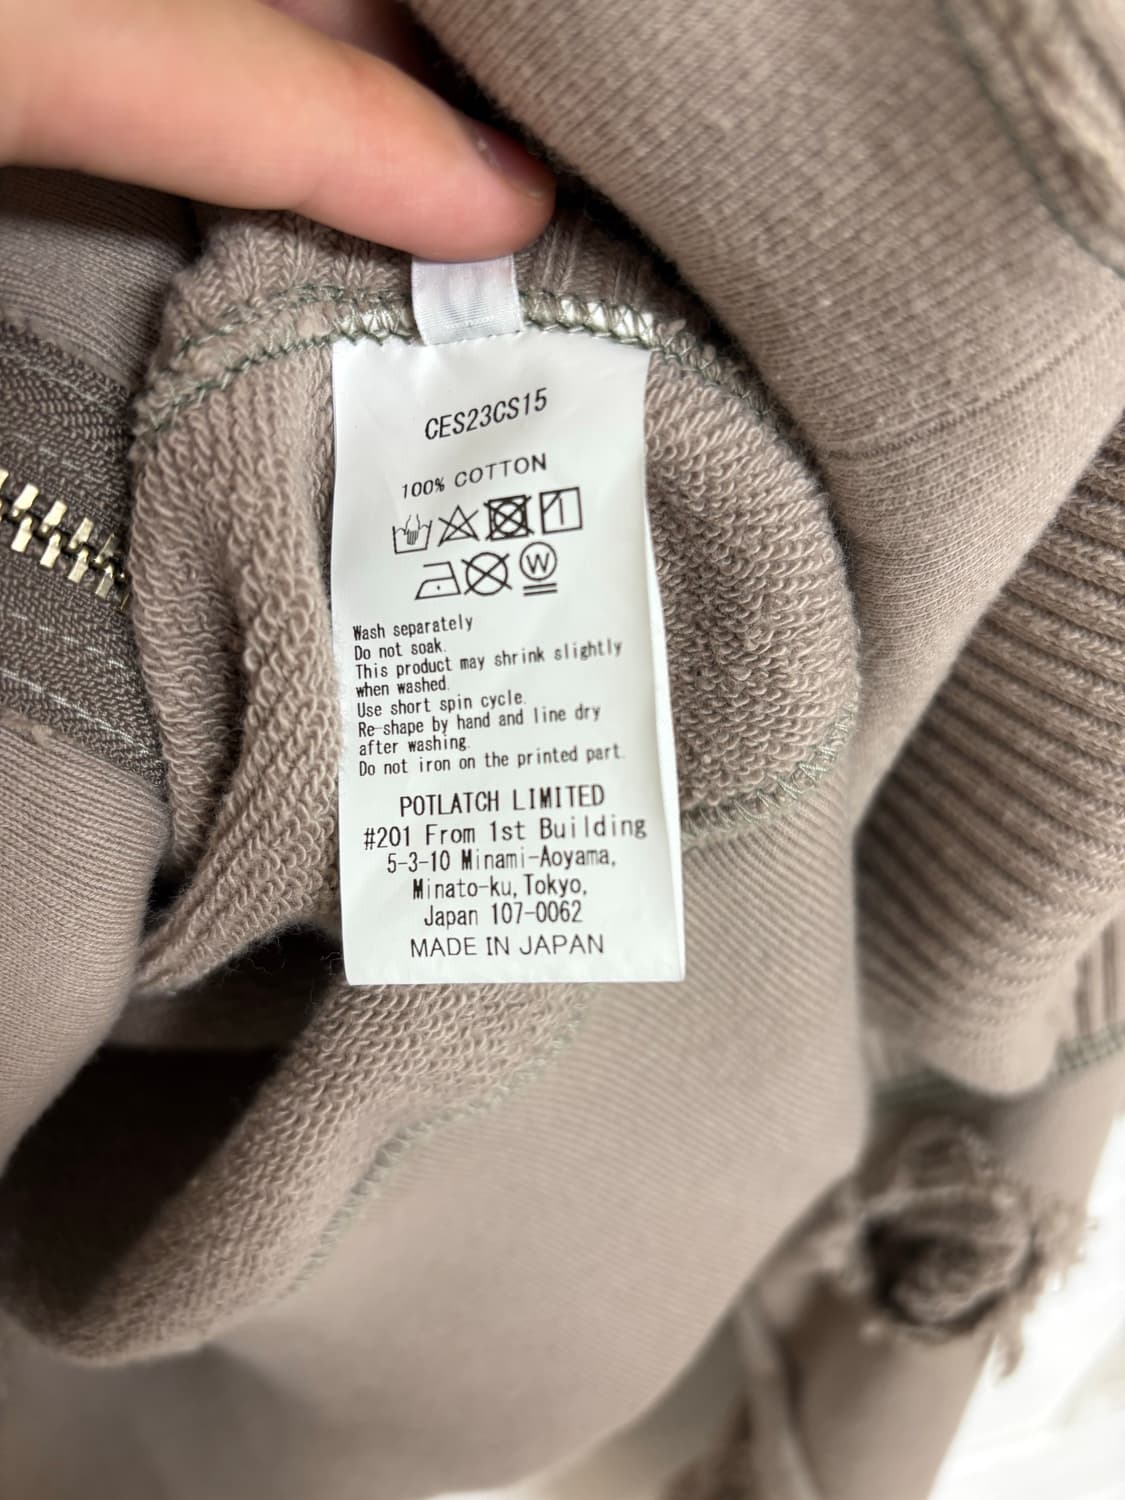 CES23CS15
100% COTTON
W
Wash separately
Do not soak.
This product may shrink slightly
when washed.
Use short spin cycle.
Re-shape by hand and line dry
after washing.
Do not iron on the printed part.
POTLATCH LIMITED
#201 From 1st Building
5-3-10 Minami-Aoyama,
Minato-ku, Tokyo,
Japan 107-0062
MADE IN JAPAN